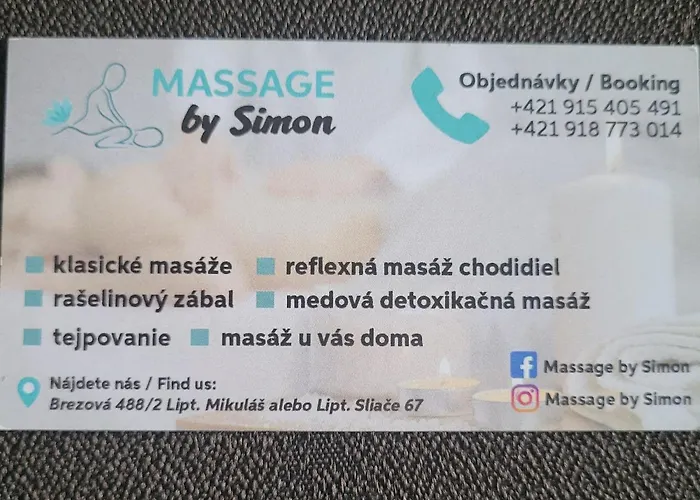 MASSAGE
by Simon
Objednávky / Booking
+421 915 405 491
+421 918 773 014
klasické masáže
reflexná masáž chodidiel
rašelinový zábal
medová detoxikačná masáž
tejpovanie
masáž u vás doma
Nájdete nás / Find us:
Brezová 488/2 Lipt. Mikuláš alebo Lipt. Sliače 67
Massage by Simon
Massage by Simon